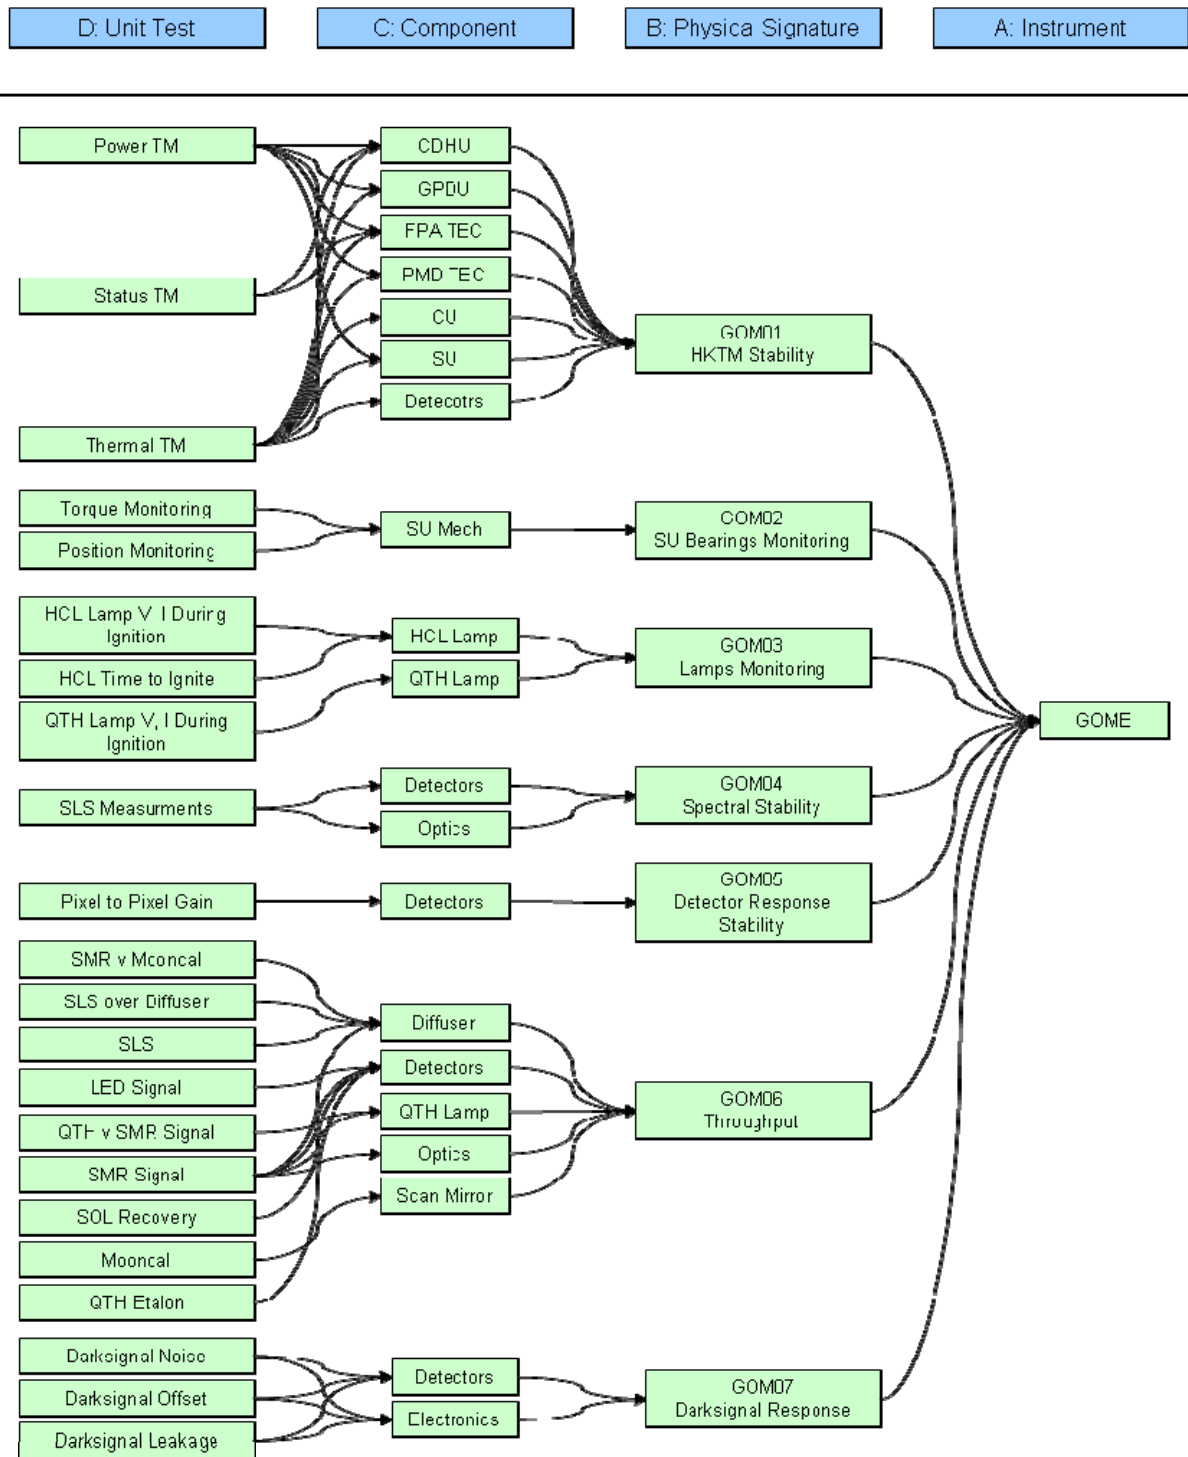 D: Unit Test
C: Component
B: Physica Signature
A: Instrument
Power TM
Status TM
Thermal TM
CDHU
GPDU
FPA TEC
PMD TEC
CU
SU
Detecotrs
GOM01
HKTM Stability
Torque Monitoring
Position Monitoring
SU Mech
GOM02
SU Bearings Monitoring
HCL Lamp V, I During
Ignition
HCL Time to Ignite
QTH Lamp V, I During
Ignition
HCL Lamp
QTH Lamp
GOM03
Lamps Monitoring
GOME
SLS Measurments
Detectors
Optics
GOM04
Spectral Stability
Pixel to Pixel Gain
Detectors
GOM05
Detector Response
Stability
SMR v Mooncal
SLS over Diffuser
SLS
LED Signal
QTH v SMR Signal
SMR Signal
SOL Recovery
Mooncal
QTH Etalon
Diffuser
Detectors
QTH Lamp
Optics
Scan Mirror
GOM06
Throughput
Darksignal Noise
Darksignal Offset
Darksignal Leakage
Detectors
Electronics
GOM07
Darksignal Response